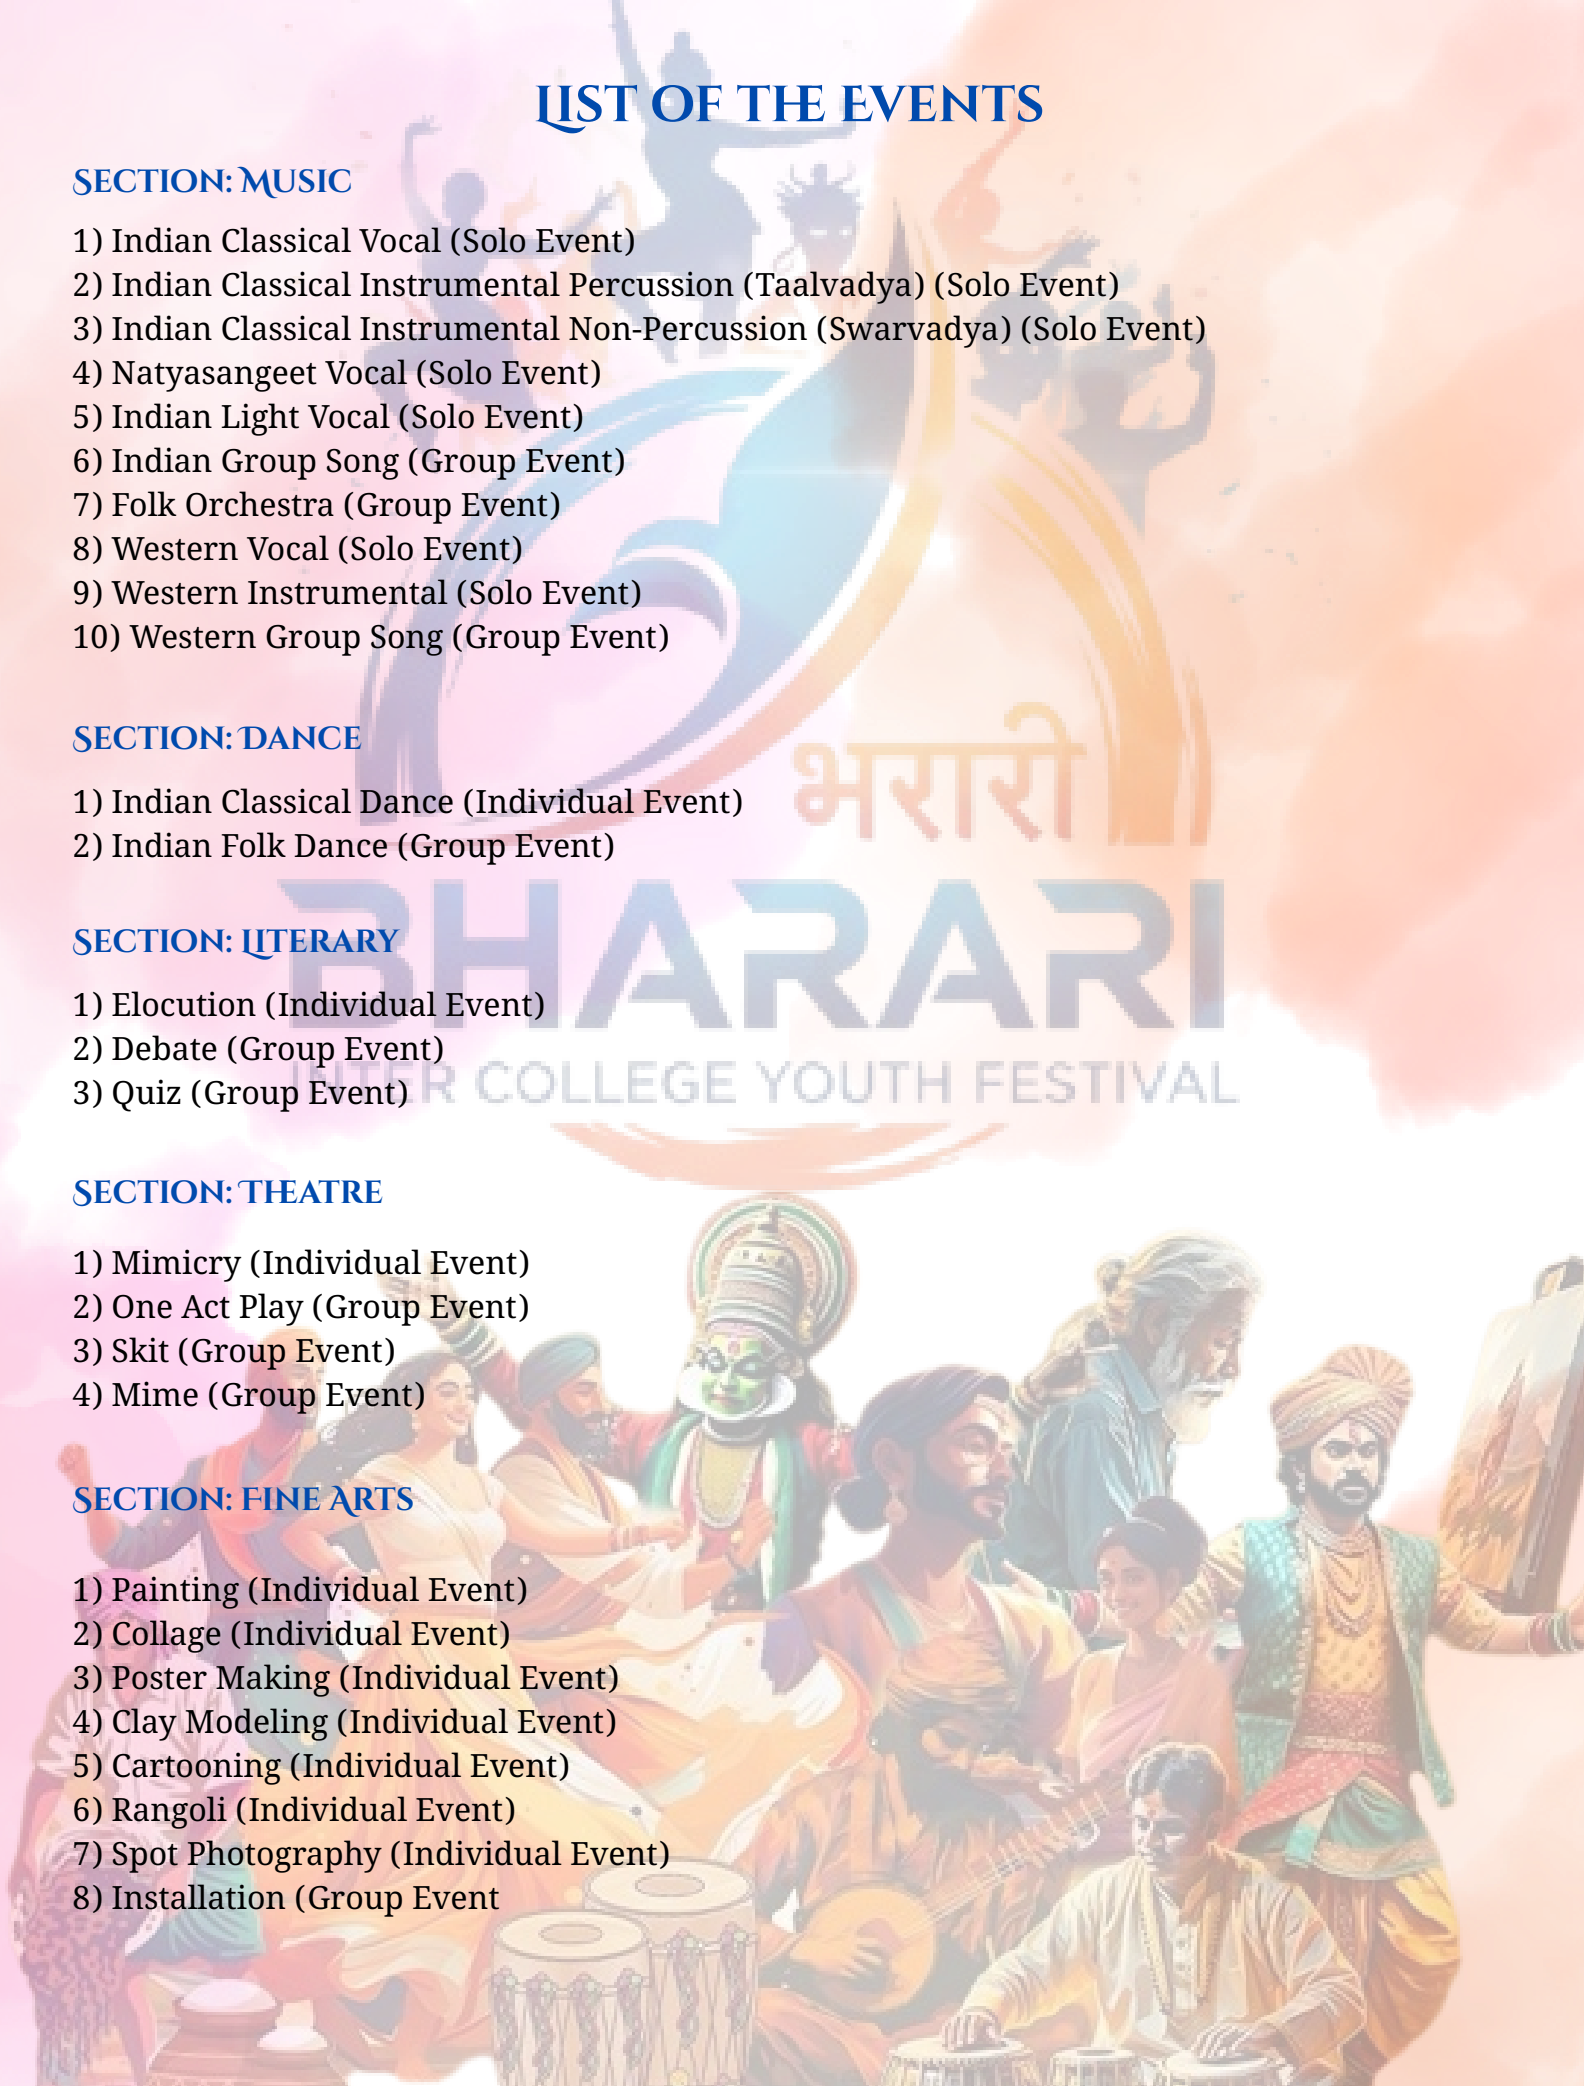 LIST OF THE EVENTS
SECTION: MUSIC
1) Indian Classical Vocal (Solo Event)
2) Indian Classical Instrumental Percussion (Taalvadya) (Solo Event)
3) Indian Classical Instrumental Non-Percussion (Swarvadya) (Solo Event)
4) Natyasangeet Vocal (Solo Event)
5) Indian Light Vocal (Solo Event)
6) Indian Group Song (Group Event)
7) Folk Orchestra (Group Event)
8) Western Vocal (Solo Event)
9) Western Instrumental (Solo Event)
10) Western Group Song (Group Event)
SECTION: DANCE
भरारी
1) Indian Classical Dance (Individual Event)
2) Indian Folk Dance (Group Event)
BHARARI
SECTION: LITERARY
1) Elocution (Individual Event)
2) Debate (Group Event)
INTER COLLEGE YOUTH FESTIVAL
3) Quiz (Group Event)
SECTION: THEATRE
1) Mimicry (Individual Event)
2) One Act Play (Group Event)
3) Skit (Group Event)
4) Mime (Group Event)
SECTION: FINE ARTS
1) Painting (Individual Event)
2) Collage (Individual Event)
3) Poster Making (Individual Event)
4) Clay Modeling (Individual Event)
5) Cartooning (Individual Event)
6) Rangoli (Individual Event)
7) Spot Photography (Individual Event)
8) Installation (Group Event